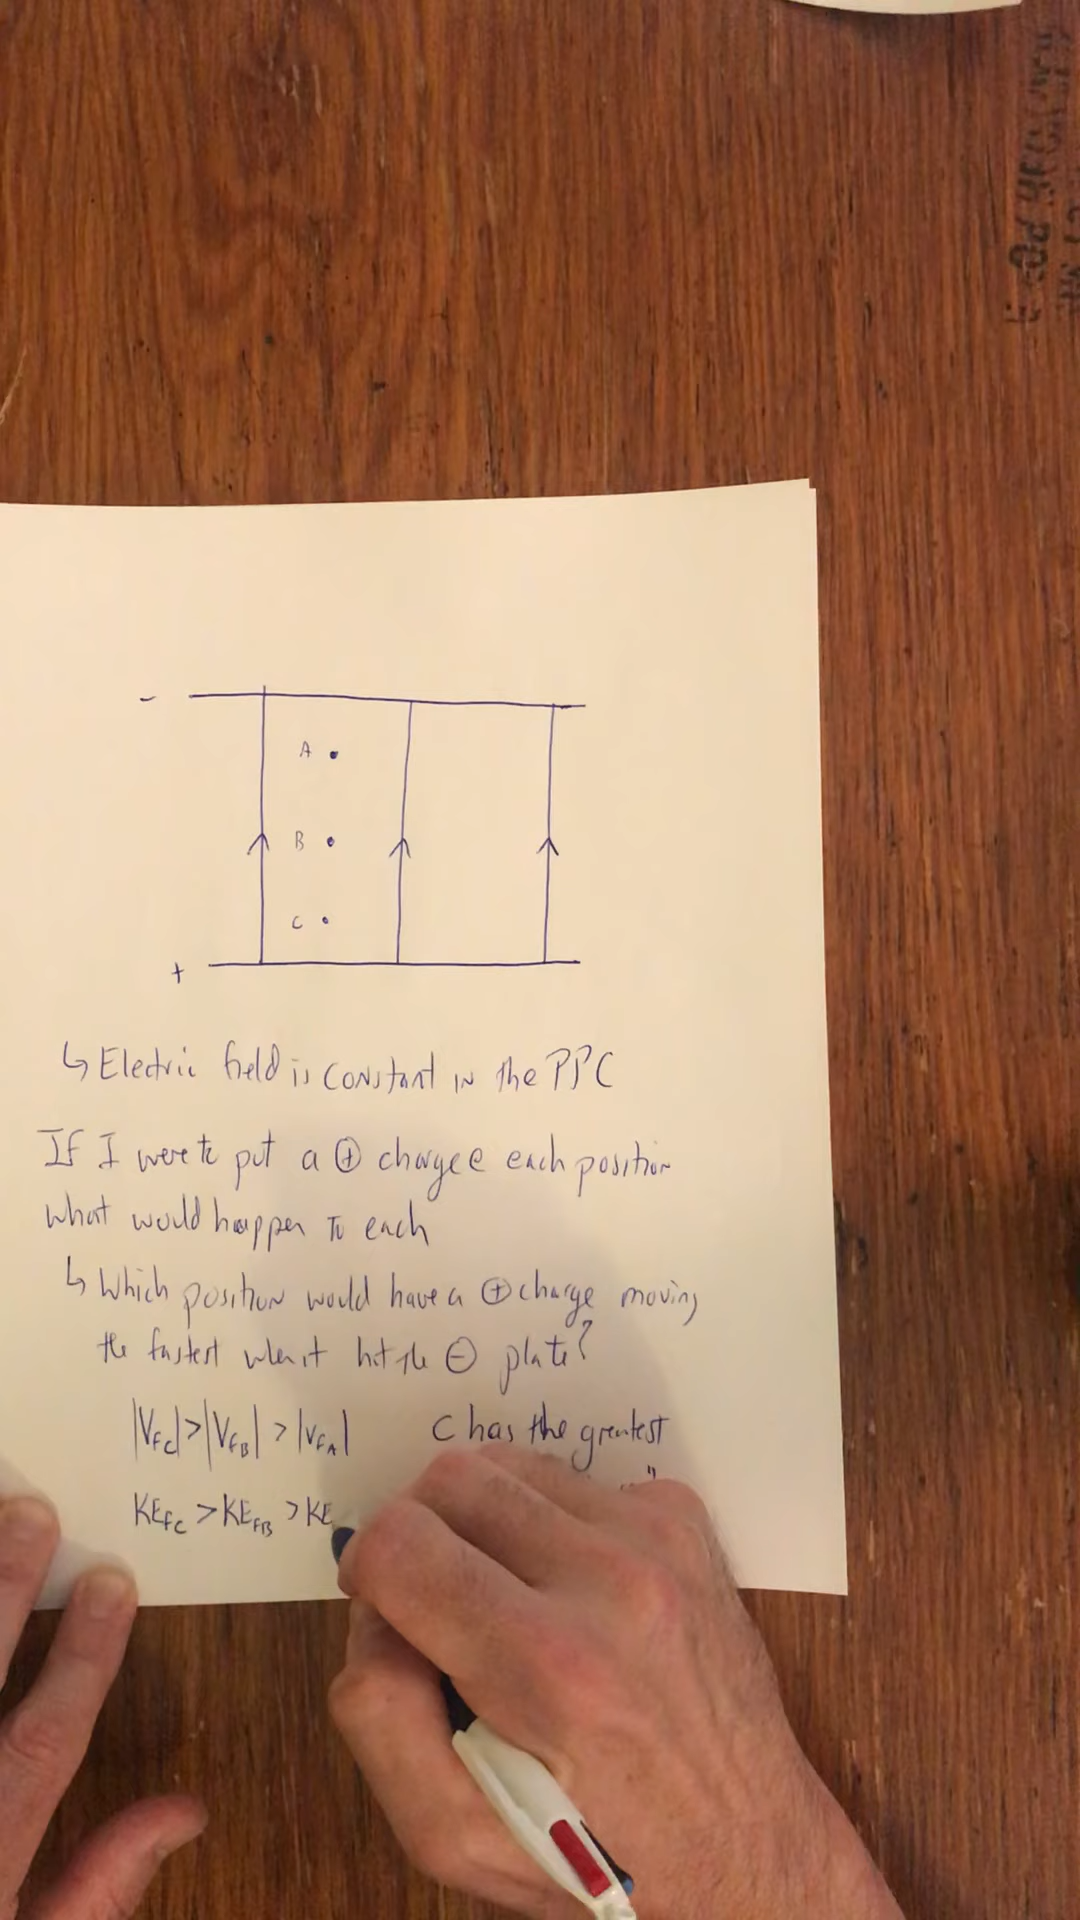 -
A
B
C
+
↳ Electric field is constant in the PPC
If I were to put a ⊕ charge e each position
what would happen to each
↳ Which position would have a ⊕ charge moving
the fastest when it hit the ⊖ plate?
|VfC| > |VfB| > |VfA| C has the greatest
KEfC > KEfB > KE